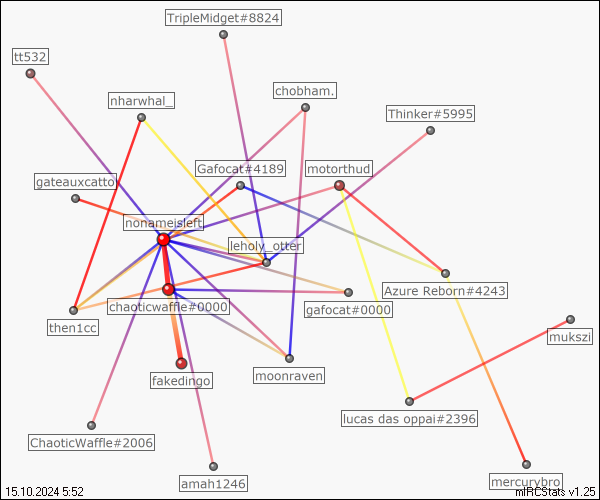 TripleMidget#8824
tt532
chobham.
nharwhal_
Thinker#5995
Gafocat#4189
motorthud
gateauxcatto
nonameisleft
leholy_otter
Azure Reborn#4243
chaoticwaffle#0000
gafocat#0000
then1cc
mukszi
fakedingo
moonraven
lucas das oppai#2396
ChaoticWaffle#2006
amah1246
mercurybro
15.10.2024 5:52
mIRCStats v1.25